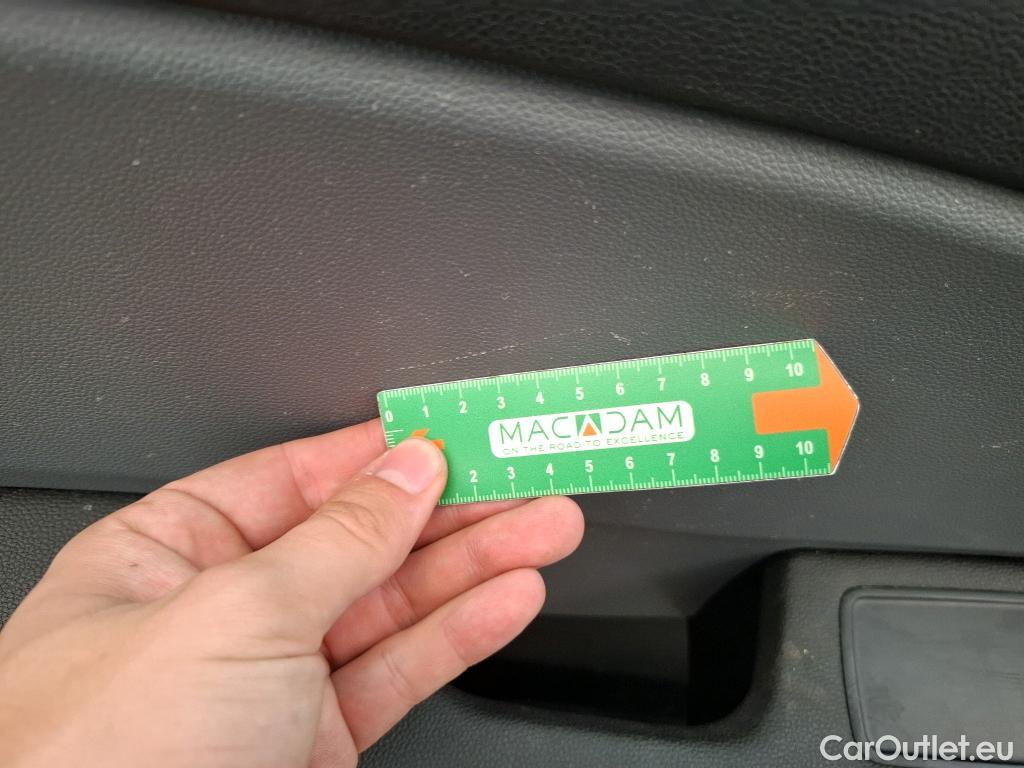 0 1 2 3 4 5 6 7 8 9 10
MACADAM
ON THE ROAD TO EXCELLENCE
2 3 4 5 6 7 8 9 10
CarOutlet.eu